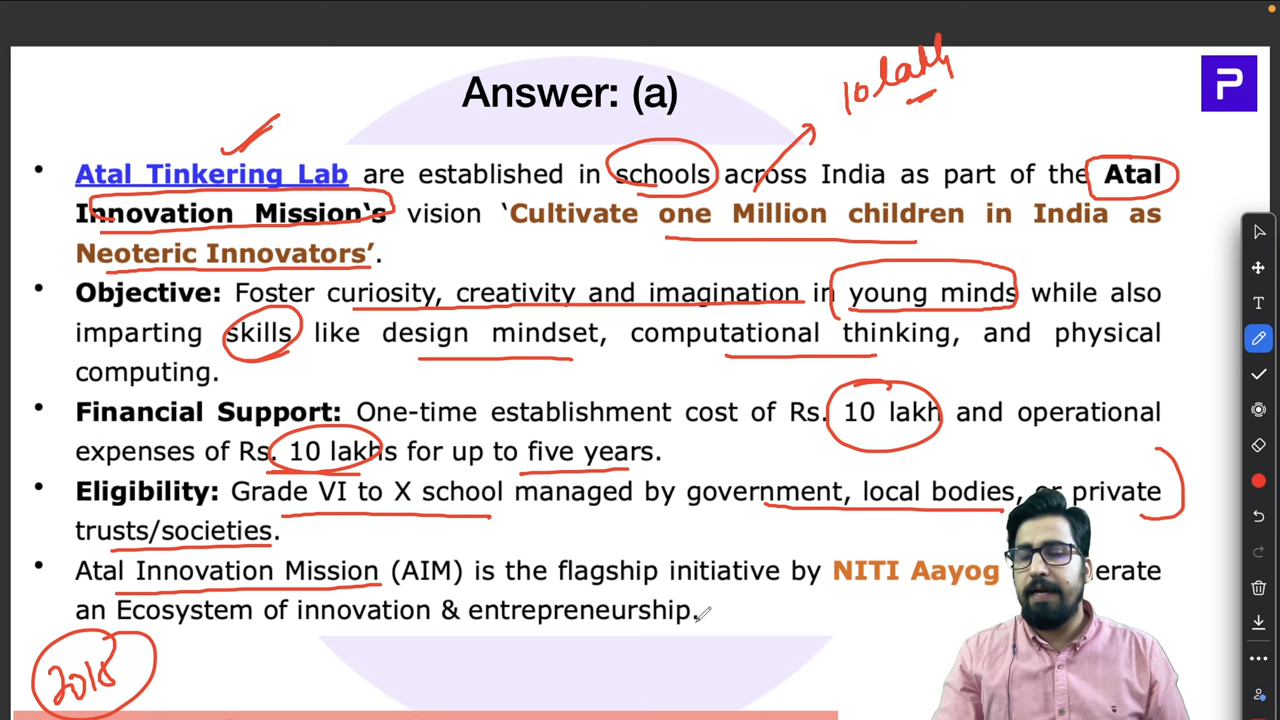 10 lakh
P
Answer: (a)
• Atal Tinkering Lab are established in schools across India as part of the Atal
Innovation Mission‘s vision ‘Cultivate one Million children in India as
Neoteric Innovators’.
• Objective: Foster curiosity, creativity and imagination in young minds while also
imparting skills like design mindset, computational thinking, and physical
computing.
• Financial Support: One-time establishment cost of Rs. 10 lakh and operational
expenses of Rs. 10 lakhs for up to five years.
• Eligibility: Grade VI to X school managed by government, local bodies, or private
trusts/societies.
• Atal Innovation Mission (AIM) is the flagship initiative by NITI Aayog erate
an Ecosystem of innovation & entrepreneurship.
2018